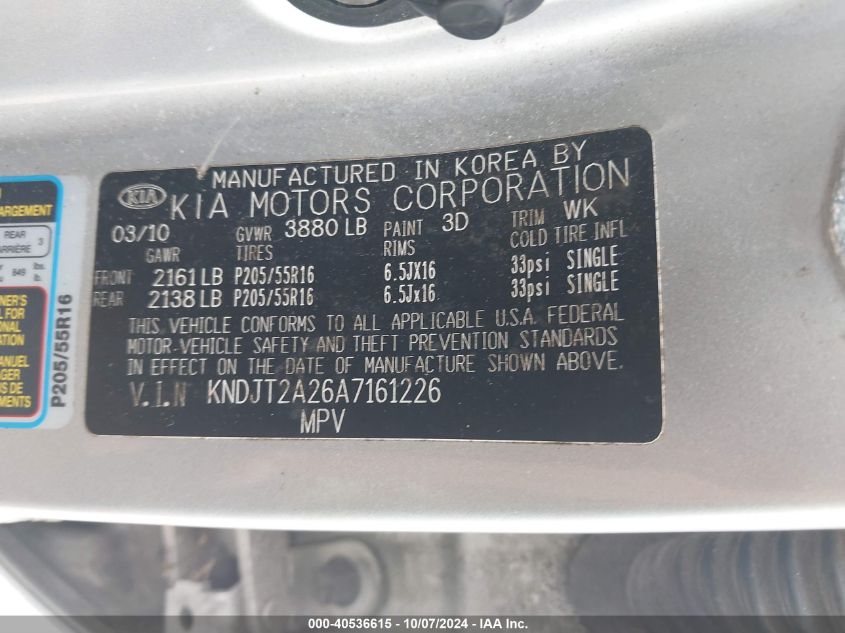 MANUFACTURED IN KOREA BY
KIA KIA MOTORS CORPORATION
03/10 GVWR 3880 LB PAINT 3D TRIM WK
GAWR TIRES RIMS COLD TIRE INFL
FRONT 2161 LB P205/55R16 6.5JX16 33psi SINGLE
REAR 2138 LB P205/55R16 6.5Jx16 33psi SINGLE
THIS VEHICLE CONFORMS TO ALL APPLICABLE U.S.A. FEDERAL
MOTOR-VEHICLE SAFETY AND THEFT PREVENTION STANDARDS
IN EFFECT ON THE DATE OF MANUFACTURE SHOWN ABOVE.
V.I.N KNDJT2A26A7161226
MPV
REAR 3
P205/55R16
000-40536615 - 10/07/2024 - IAA Inc.